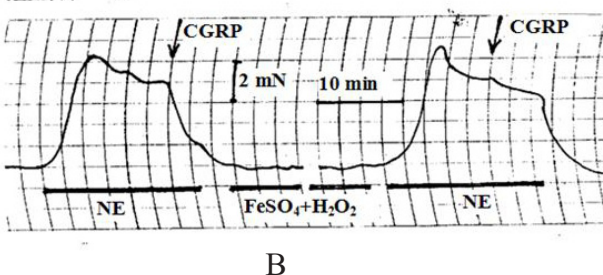 CGRP
CGRP
2 mN
10 min
NE
FeSO₄+H₂O₂
NE
B